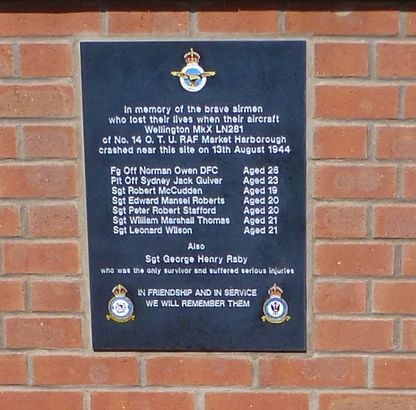 In memory of the brave airmen
who lost their lives when their aircraft
Wellington MkX LN281
of No. 14 O. T. U. RAF Market Harborough
crashed near this site on 13th August 1944
Fg Off Norman Owen DFC Aged 26
Plt Off Sydney Jack Gulver Aged 23
Sgt Robert McCudden Aged 19
Sgt Edward Mansel Roberts Aged 20
Sgt Peter Robert Stafford Aged 20
Sgt William Marshall Thomas Aged 21
Sgt Leonard Wilson Aged 21
Also
Sgt George Henry Raby
who was the only survivor and suffered serious injuries
IN FRIENDSHIP AND IN SERVICE
WE WILL REMEMBER THEM